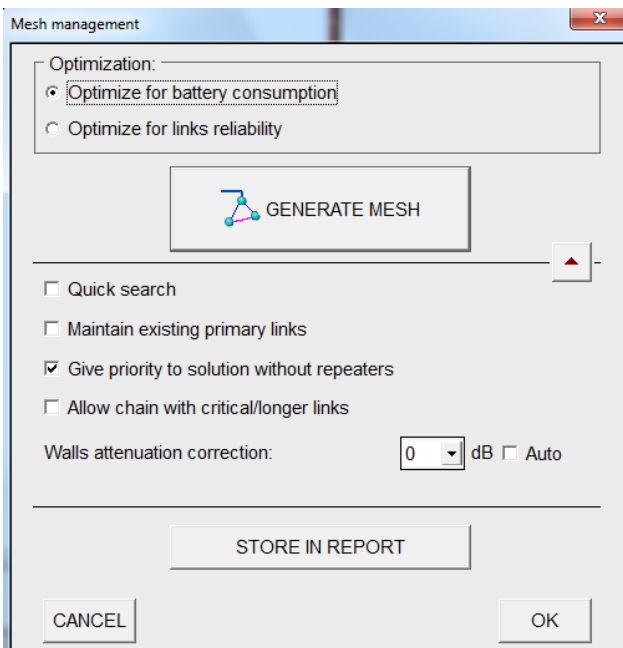 Mesh management
Optimization:
Optimize for battery consumption
Optimize for links reliability
GENERATE MESH
Quick search
Maintain existing primary links
Give priority to solution without repeaters
Allow chain with critical/longer links
Walls attenuation correction: 0 dB Auto
STORE IN REPORT
CANCEL OK